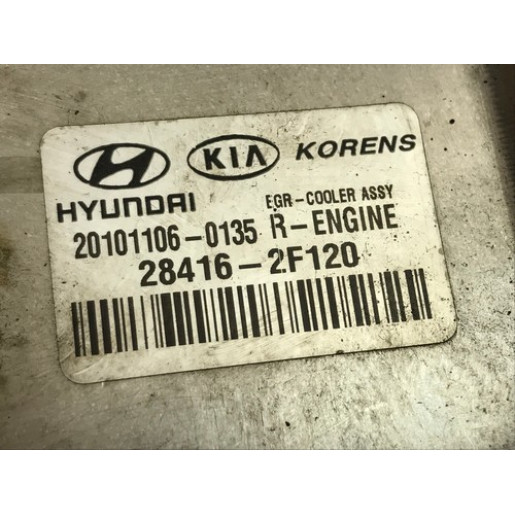 KIA KORENS
HYUNDAI EGR-COOLER ASSY
20101106-0135 R-ENGINE
28416-2F120